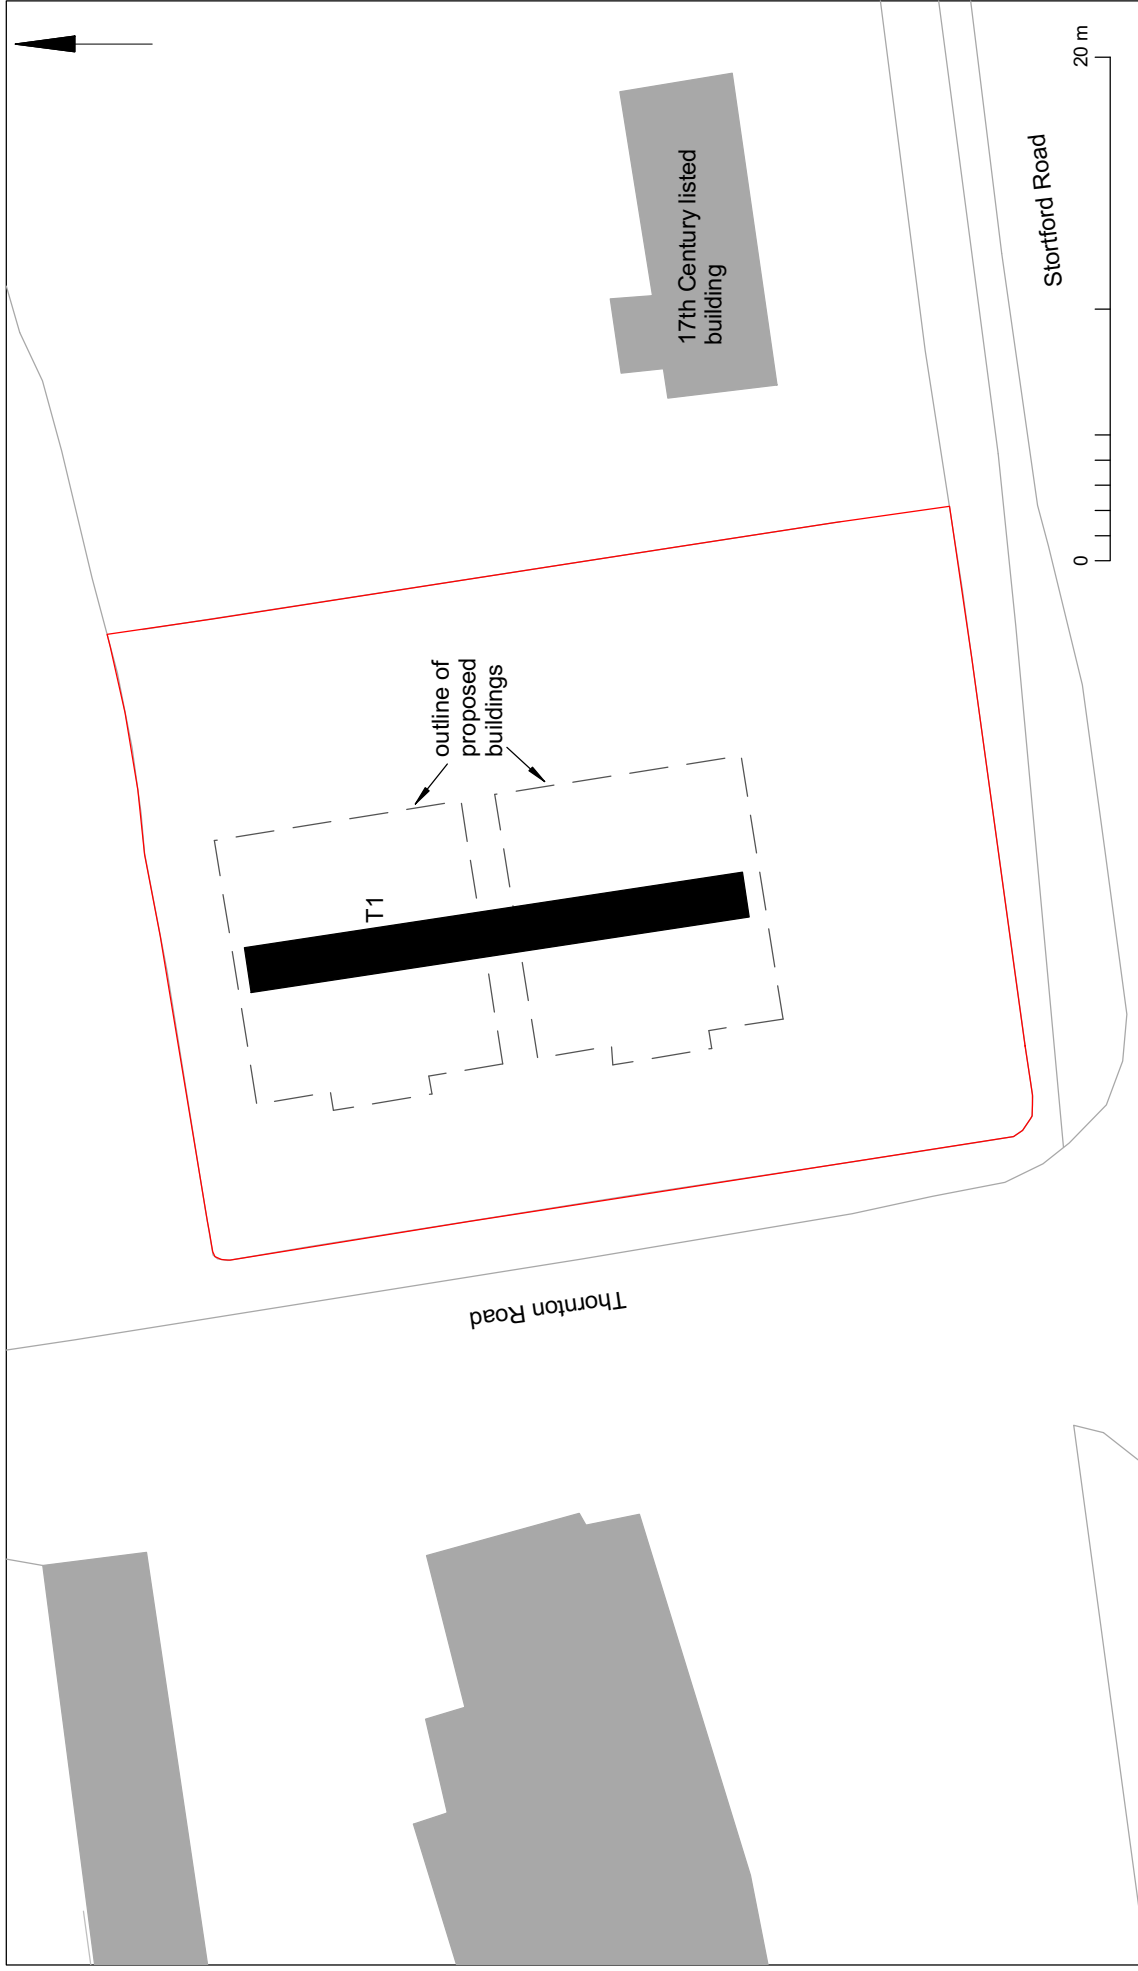 T1
outline of
proposed
buildings
17th Century listed
building
Thornton Road
Stortford Road
0
20 m